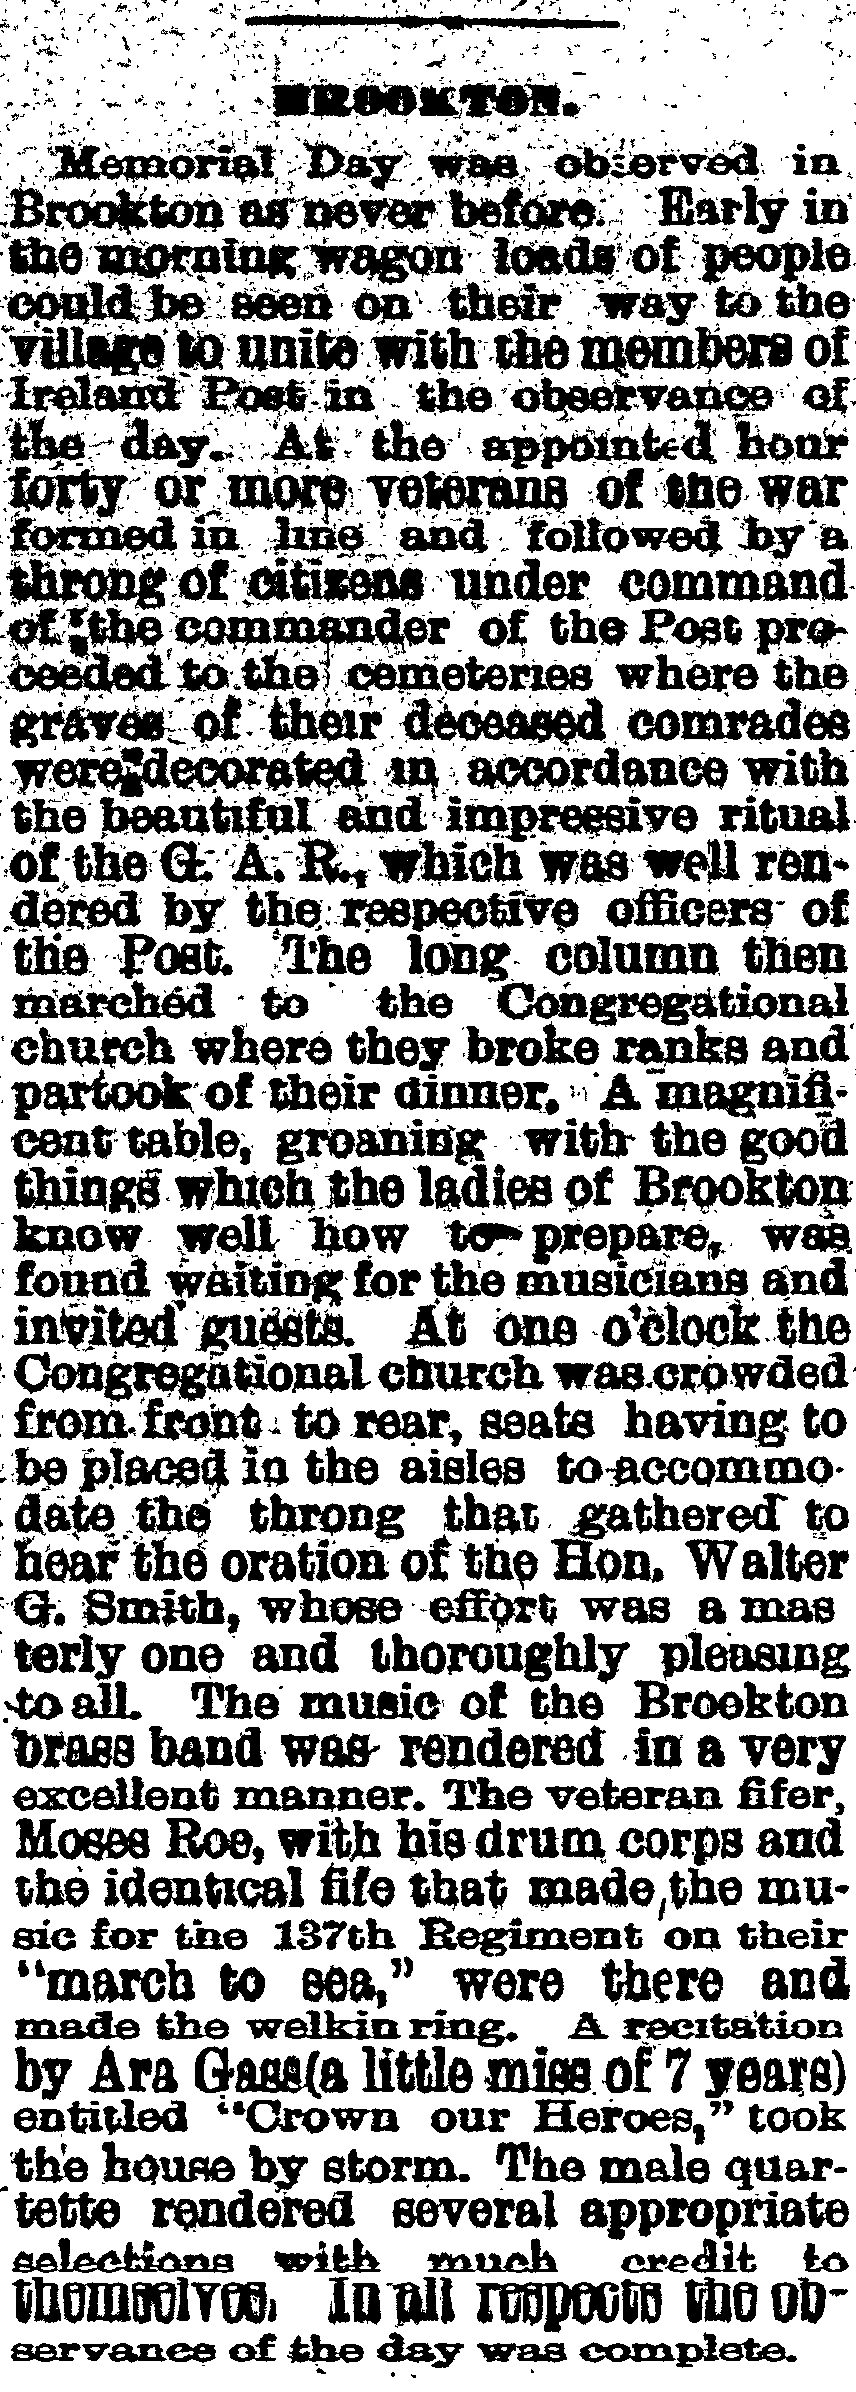 BROOKTON.
Memorial Day was observed in
Brookton as never before. Early in
the morning wagon loads of people
could be seen on their way to the
village to unite with the members of
Ireland Post in the observance of
the day. At the appointed hour
forty or more veterans of the war
formed in line and followed by a
throng of citizens under command
of the commander of the Post pro-
ceeded to the cemeteries where the
graves of their deceased comrades
were decorated in accordance with
the beautiful and impressive ritual
of the G. A. R., which was well ren-
dered by the respective officers of
the Post. The long column then
marched to the Congregational
church where they broke ranks and
partook of their dinner. A magnifi-
cent table, groaning with the good
things which the ladies of Brookton
know well how to prepare, was
found waiting for the musicians and
invited guests. At one o'clock the
Congregational church was crowded
from front to rear, seats having to
be placed in the aisles to accommo-
date the throng that gathered to
hear the oration of the Hon. Walter
G. Smith, whose effort was a mas
terly one and thoroughly pleasing
to all. The music of the Brookton
brass band was rendered in a very
excellent manner. The veteran fifer,
Moses Roe, with his drum corps and
the identical fife that made the mu-
sic for the 137th Regiment on their
"march to sea," were there and
made the welkin ring. A recitation
by Ara Gass (a little miss of 7 years)
entitled "Crown our Heroes," took
the house by storm. The male quar-
tette rendered several appropriate
selections with much credit to
themselves. In all respects the ob-
servance of the day was complete.